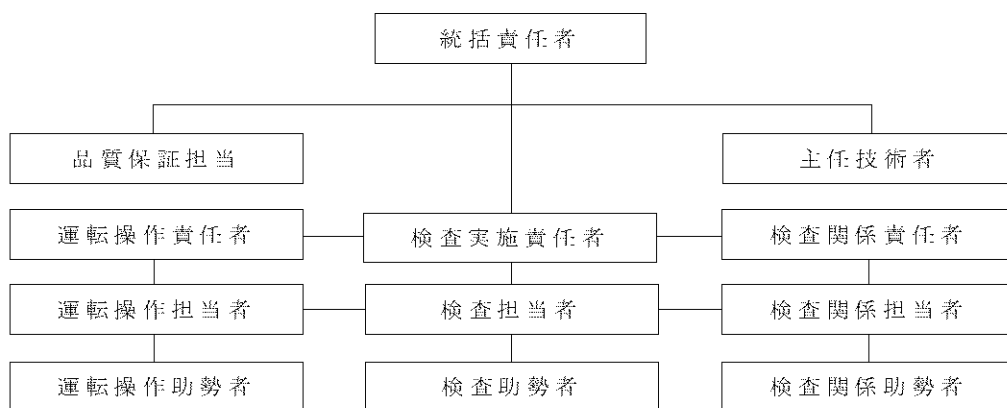 統括責任者
品質保証担当
主任技術者
運転操作責任者
検査実施責任者
検査関係責任者
運転操作担当者
検査担当者
検査関係担当者
運転操作助勢者
検査助勢者
検査関係助勢者